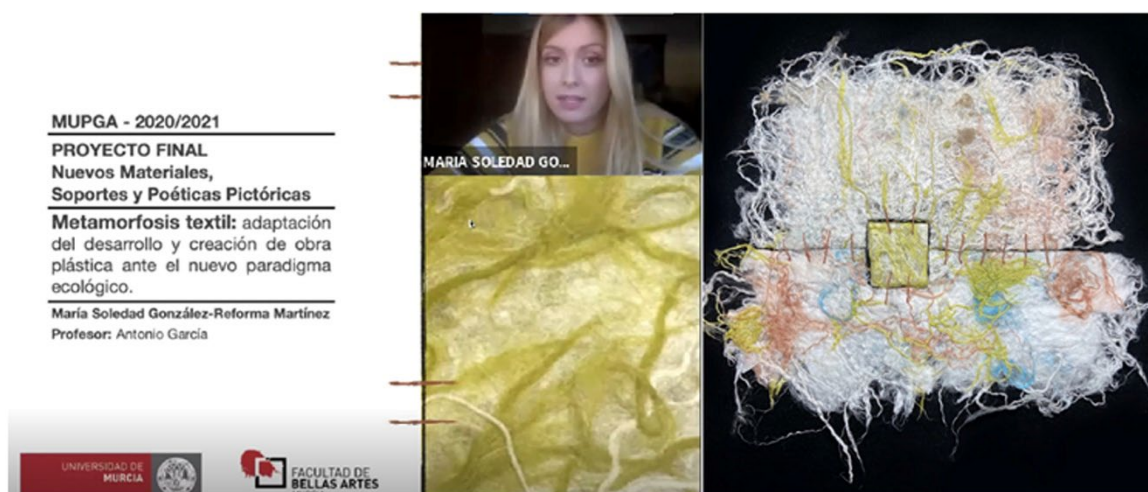 MUPGA - 2020/2021
PROYECTO FINAL
Nuevos Materiales,
Soportes y Poéticas Pictóricas
Metamorfosis textil: adaptación
del desarrollo y creación de obra
plástica ante el nuevo paradigma
ecológico.
María Soledad González-Reforma Martínez
Profesor: Antonio García
UNIVERSIDAD DE
MURCIA
FACULTAD DE
BELLAS ARTES
MARIA SOLEDAD GO...